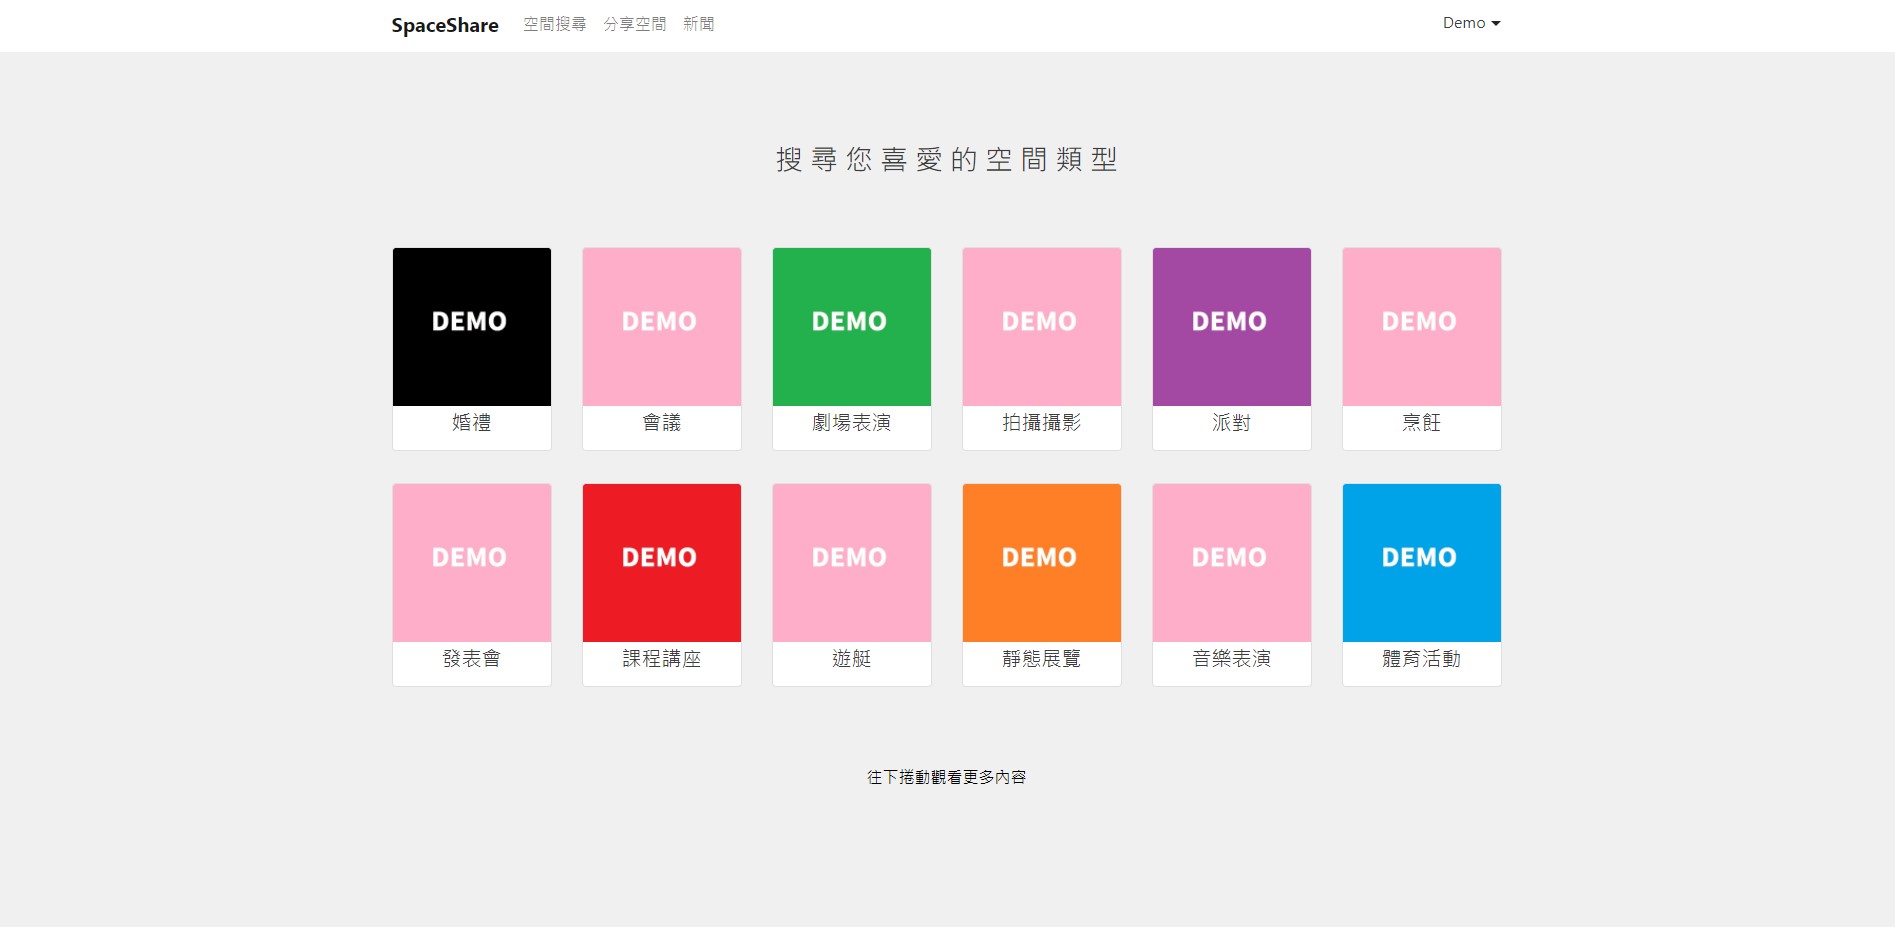 SpaceShare 空間搜尋 分享空間 新聞 Demo
搜尋您喜愛的空間類型
DEMO DEMO DEMO DEMO DEMO DEMO
婚禮 會議 劇場表演 拍攝攝影 派對 烹飪
DEMO DEMO DEMO DEMO DEMO DEMO
發表會 課程講座 遊艇 靜態展覽 音樂表演 體育活動
往下捲動觀看更多內容